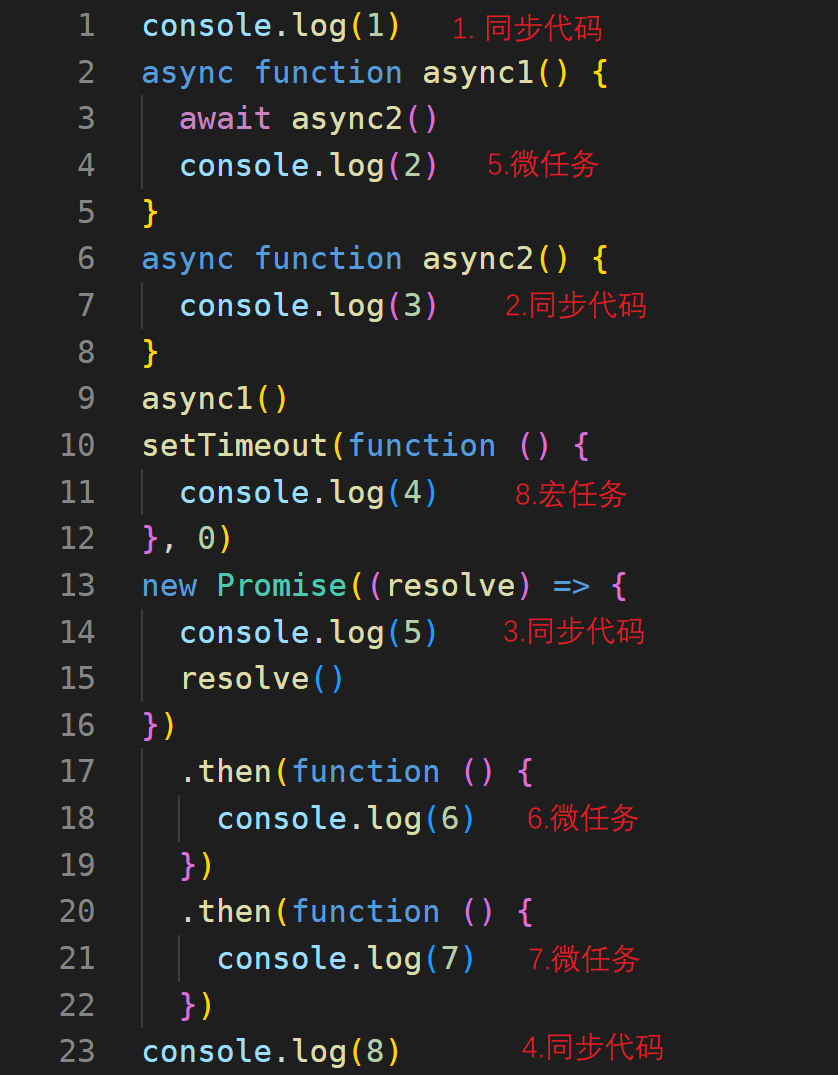 1 console.log(1) 1. 同步代码
2 async function async1() {
3 await async2()
4 console.log(2) 5.微任务
5 }
6 async function async2() {
7 console.log(3) 2.同步代码
8 }
9 async1()
10 setTimeout(function () {
11 console.log(4) 8.宏任务
12 }, 0)
13 new Promise((resolve) => {
14 console.log(5) 3.同步代码
15 resolve()
16 })
17 .then(function () {
18 console.log(6) 6.微任务
19 })
20 .then(function () {
21 console.log(7) 7.微任务
22 })
23 console.log(8) 4.同步代码